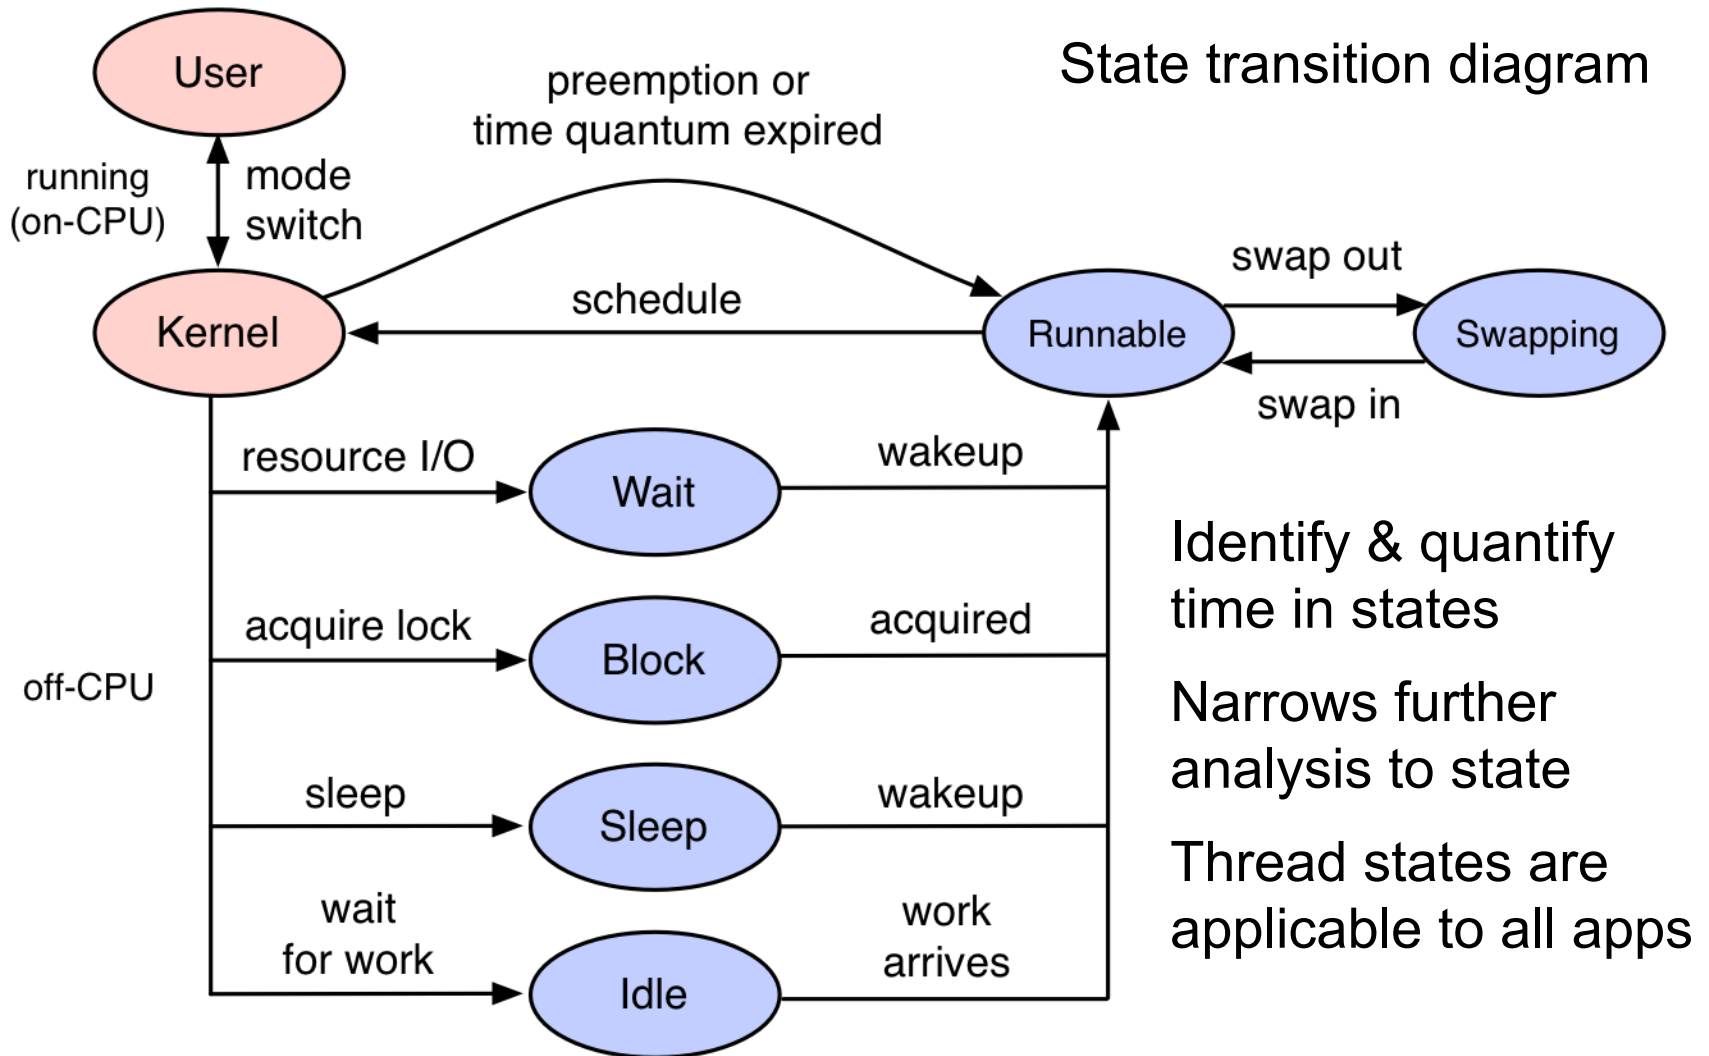 State transition diagram
User
preemption or
time quantum expired
running
(on-CPU)
mode
switch
Kernel
schedule
Runnable
swap out
swap in
Swapping
resource I/O
Wait
wakeup
acquire lock
Block
acquired
off-CPU
sleep
Sleep
wakeup
wait
for work
Idle
work
arrives
Identify & quantify
time in states
Narrows further
analysis to state
Thread states are
applicable to all apps